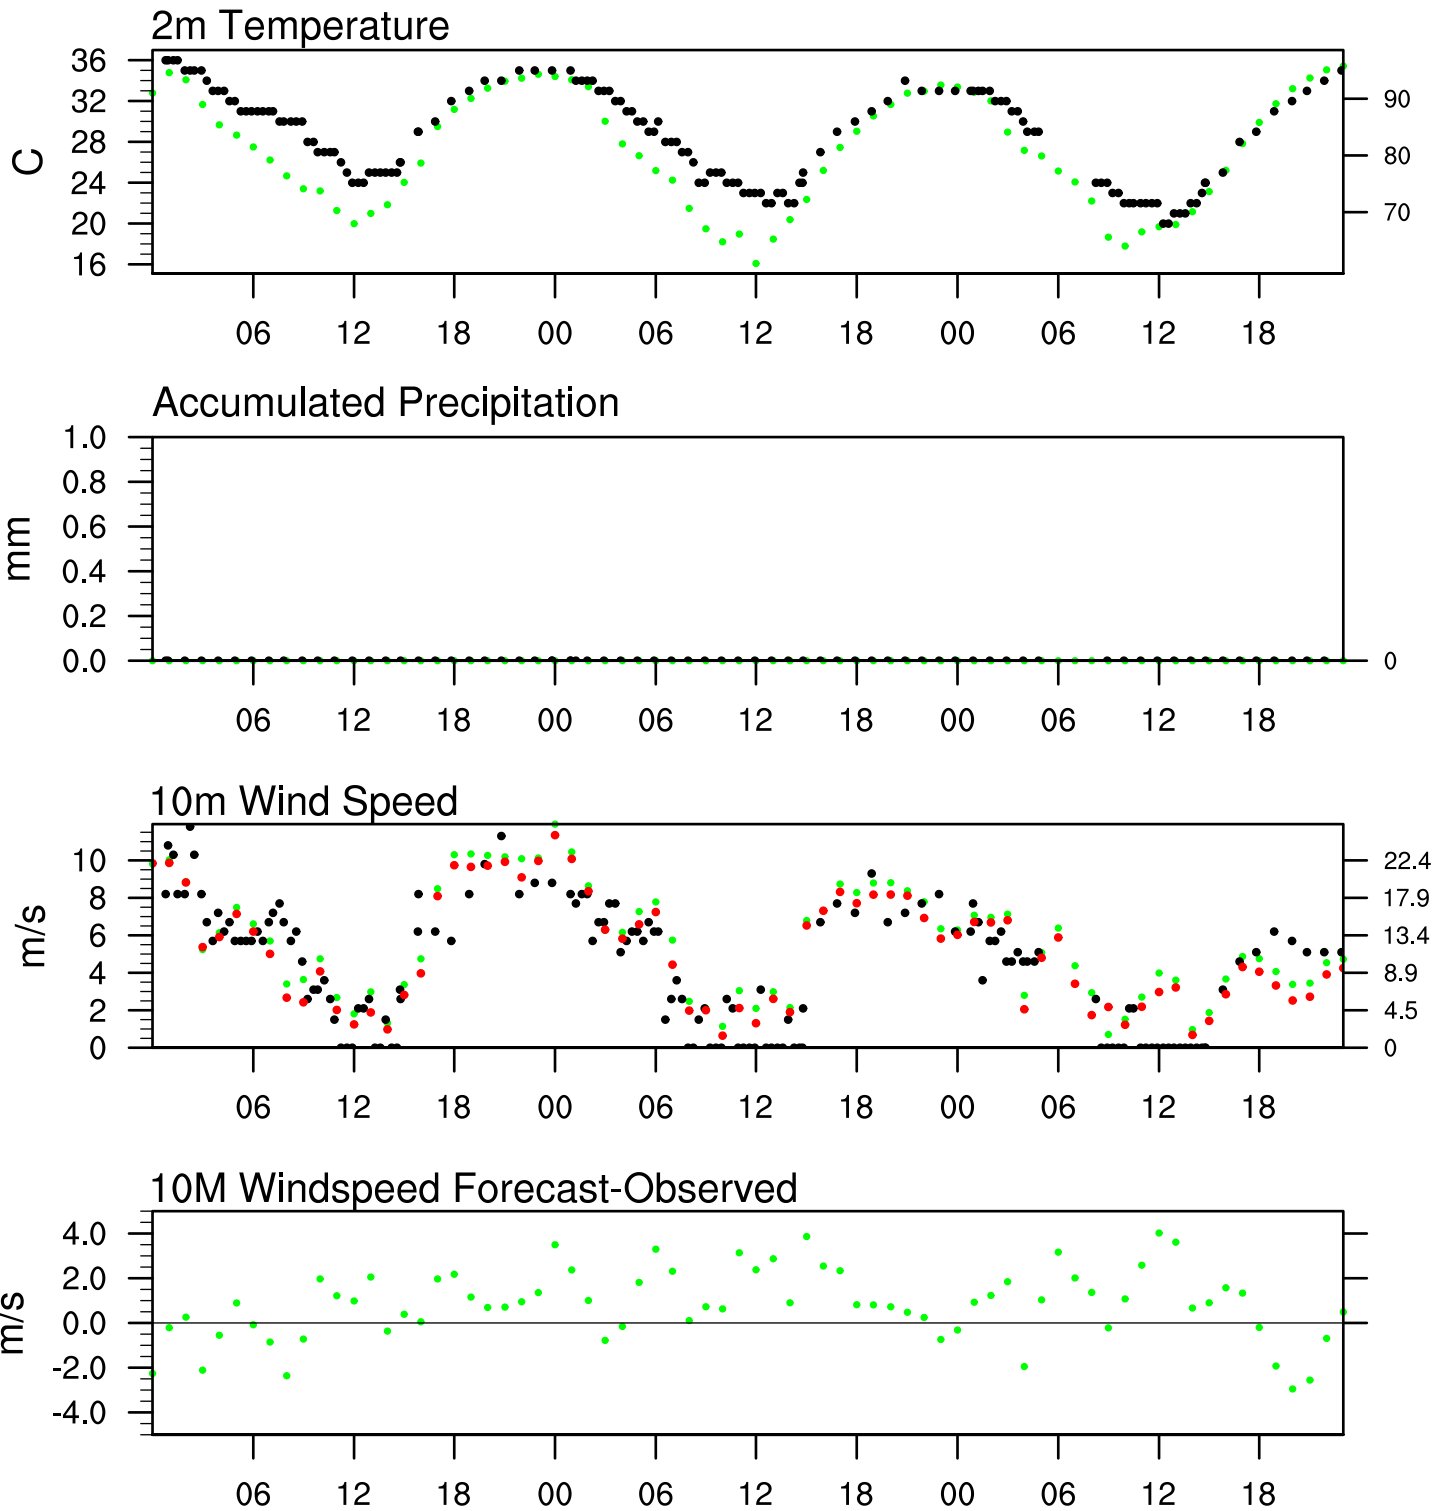 2m Temperature
36
32
28
24
20
16
C
90
80
70
06 12 18 00 06 12 18 00 06 12 18
Accumulated Precipitation
1.0
0.8
0.6
0.4
0.2
0.0
mm
0
06 12 18 00 06 12 18 00 06 12 18
10m Wind Speed
10
8
6
4
2
0
m/s
22.4
17.9
13.4
8.9
4.5
0
06 12 18 00 06 12 18 00 06 12 18
10M Windspeed Forecast-Observed
4.0
2.0
0.0
-2.0
-4.0
m/s
06 12 18 00 06 12 18 00 06 12 18